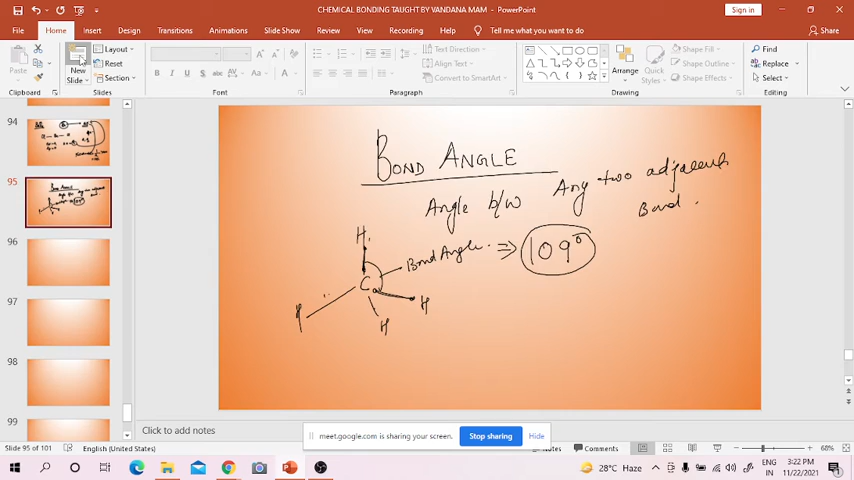 CHEMICAL BONDING TAUGHT BY VANDANA MAM - PowerPoint
Sign in
File Home Insert Design Transitions Animations Slide Show Review View Recording Help Tell me what you want to do
Share
Paste
New Slide
Layout
Reset
Section
B I U S abc AV Aa A
Text Direction
Align Text
Convert to SmartArt
Arrange
Quick Styles
Shape Fill
Shape Outline
Shape Effects
Find
Replace
Select
Clipboard Slides Font Paragraph Drawing Editing
94
95
96
97
98
99
BOND ANGLE
Angle b/w Any two adjacent
Bond.
H
Bond Angle. ⇒ 109°
C
H
H
Click to add notes
meet.google.com is sharing your screen. Stop sharing Hide
Slide 95 of 101 English (United States) Notes Comments 68%
28°C Haze
ENG
IN
3:22 PM
11/22/2021